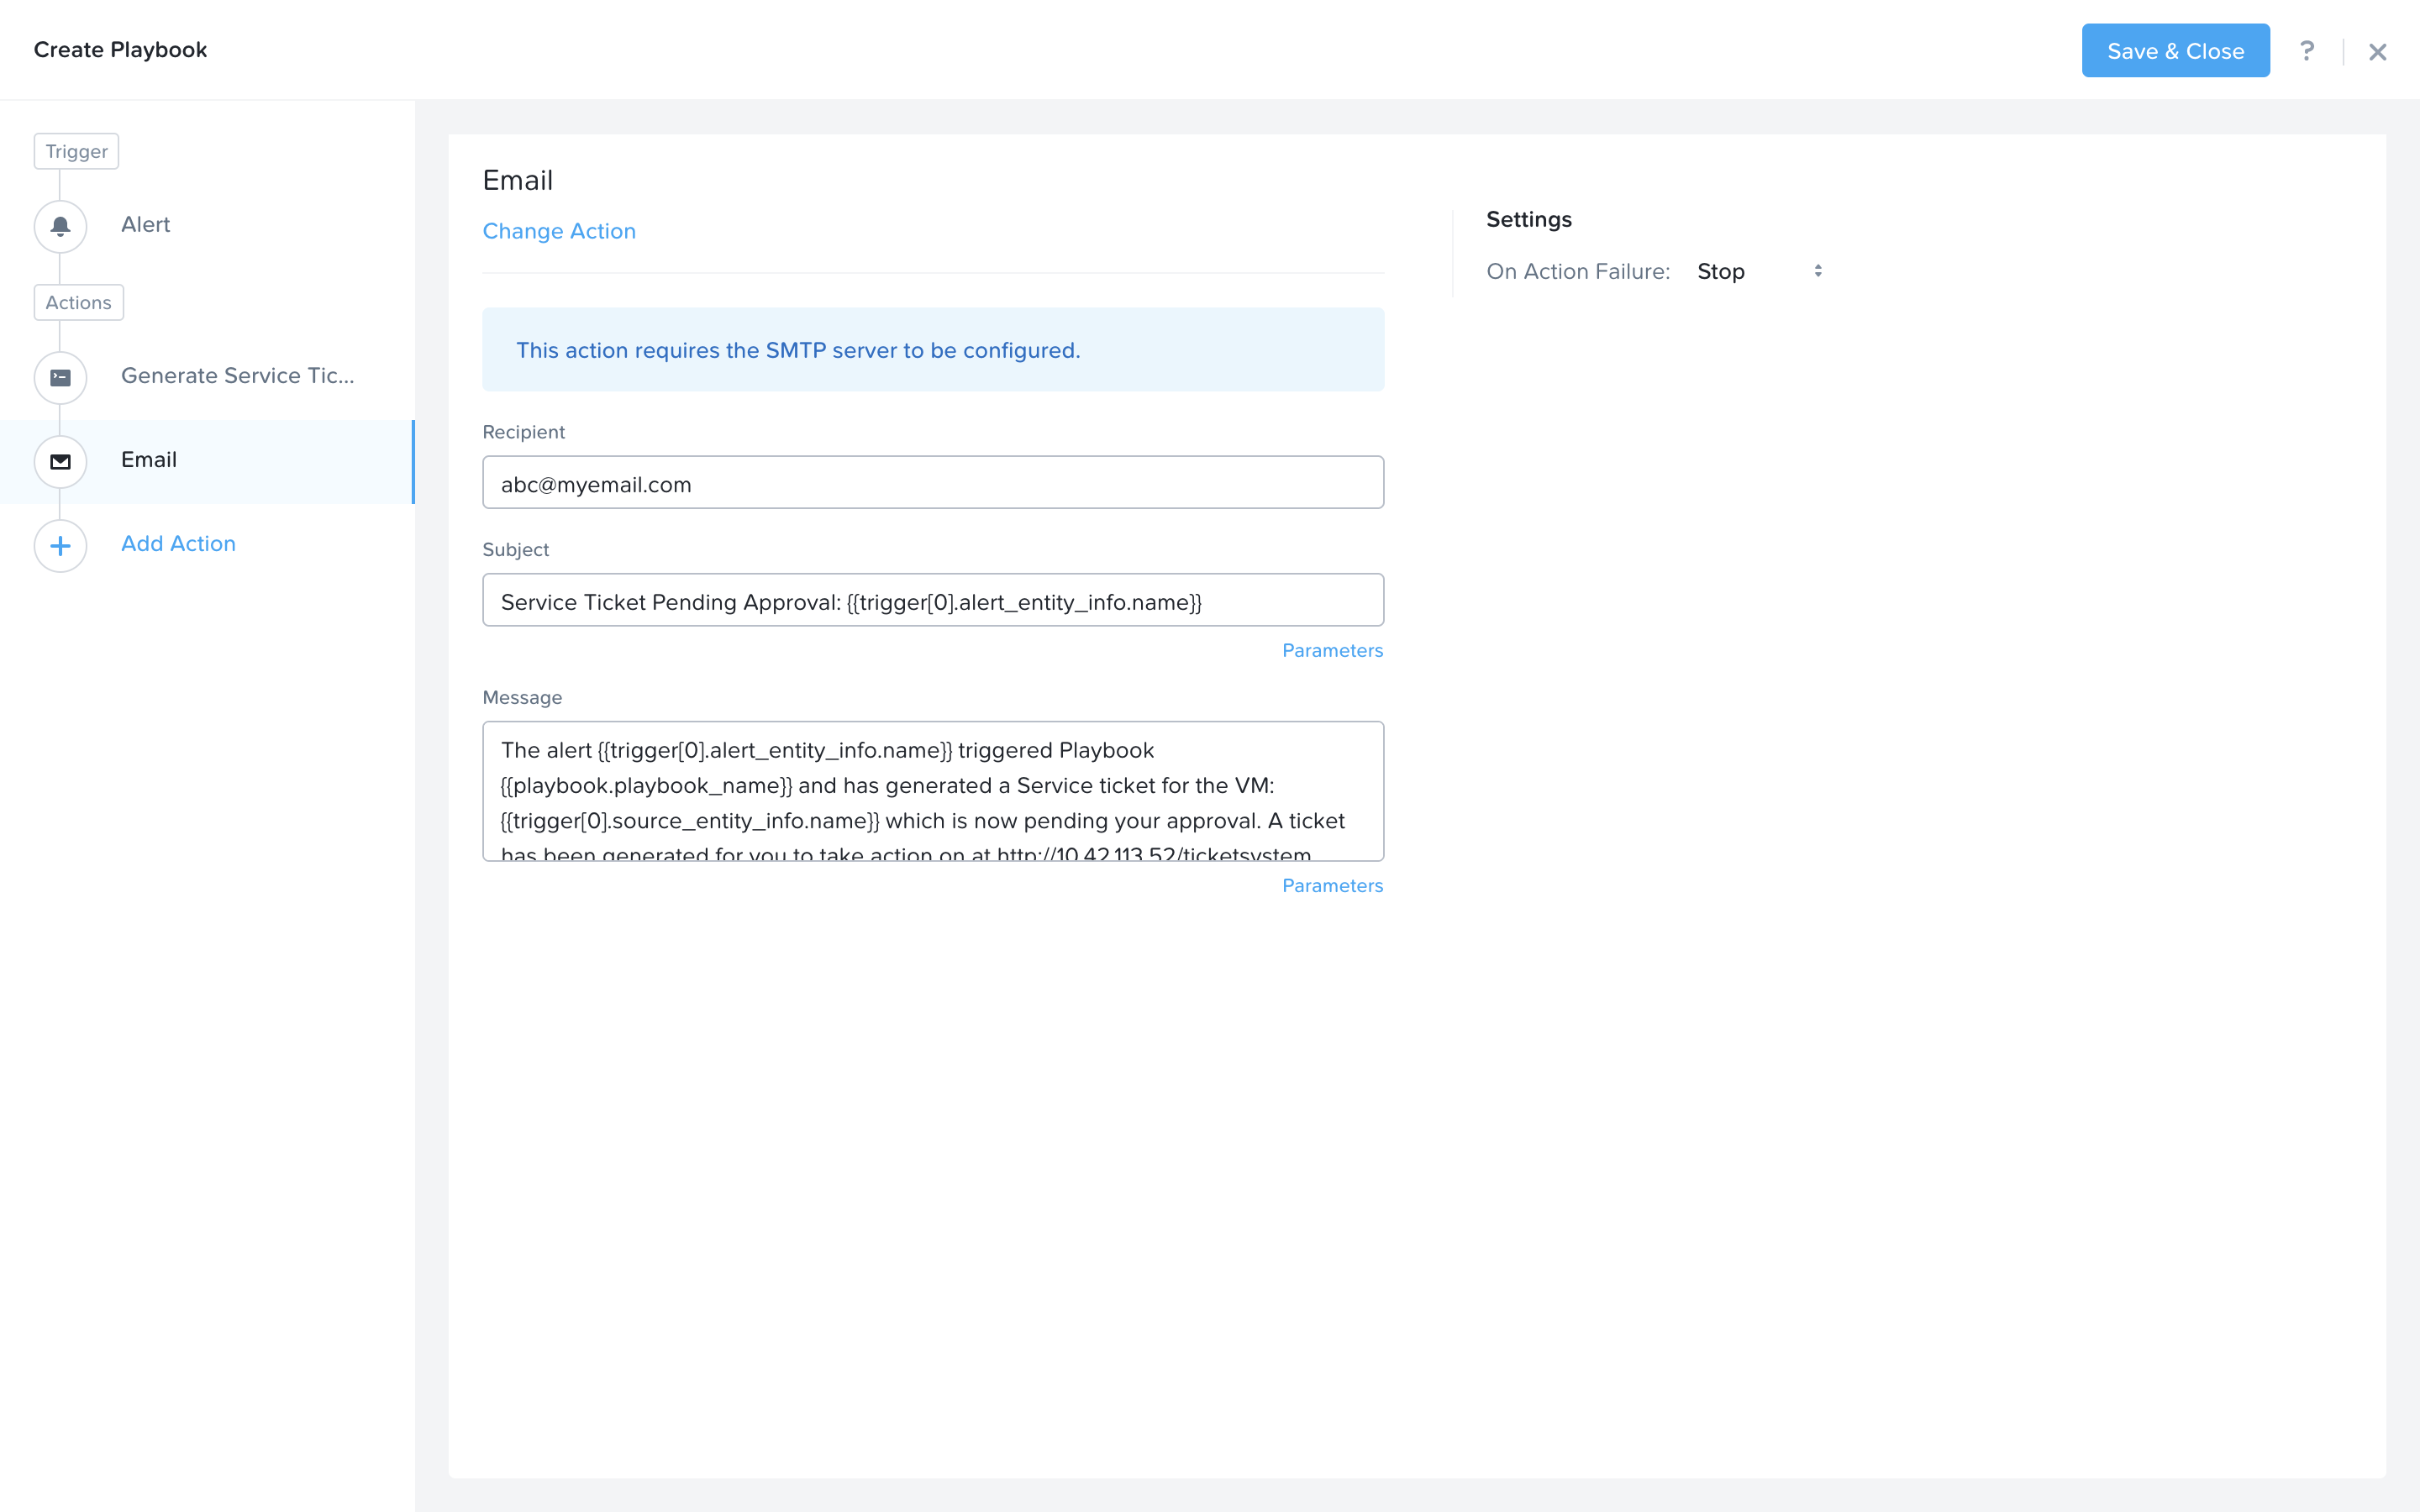 Create Playbook
Save & Close
?
Trigger
Alert
Actions
Generate Service Tic...
Email
Add Action
Email
Change Action
This action requires the SMTP server to be configured.
Recipient
abc@myemail.com
Subject
Service Ticket Pending Approval: {{trigger[0].alert_entity_info.name}}
Parameters
Message
The alert {{trigger[0].alert_entity_info.name}} triggered Playbook
{{playbook.playbook_name}} and has generated a Service ticket for the VM:
{{trigger[0].source_entity_info.name}} which is now pending your approval. A ticket
has been generated for you to take action on at http://10.42.113.52/ticketsystem
Parameters
Settings
On Action Failure: Stop